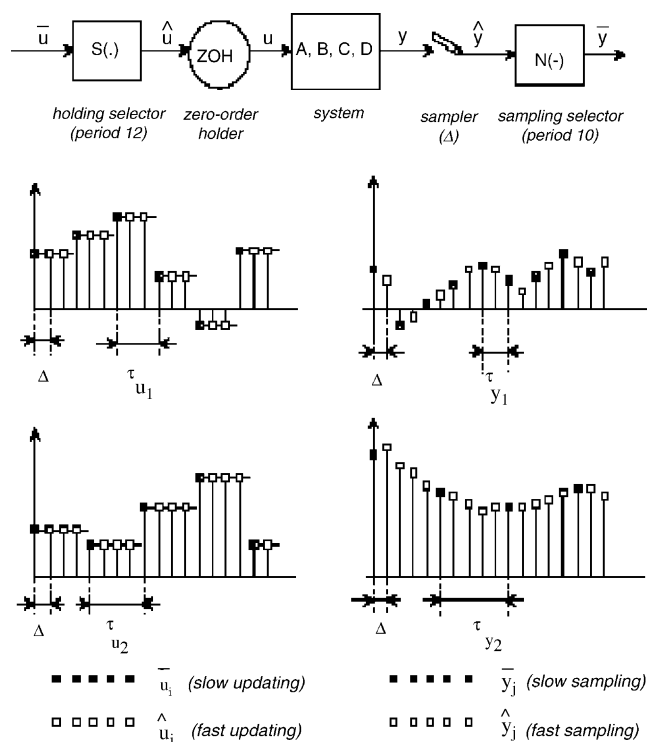 ū S(.) û ZOH u A, B, C, D y ŷ N(-) ȳ
holding selector (period 12)
zero-order holder
system
sampler (Δ)
sampling selector (period 10)
Δ τ u1
Δ τ y1
Δ τ u2
Δ τ y2
ūi (slow updating)
ȳj (slow sampling)
ûi (fast updating)
ŷj (fast sampling)